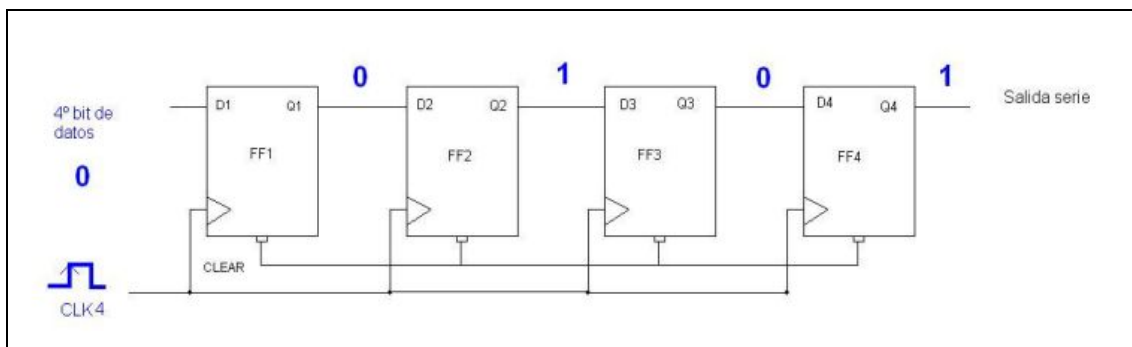 0 1 0 1
D1 Q1 D2 Q2 D3 Q3 D4 Q4 Salida serie
4º bit de
datos
FF1 FF2 FF3 FF4
0
CLEAR
CLK4